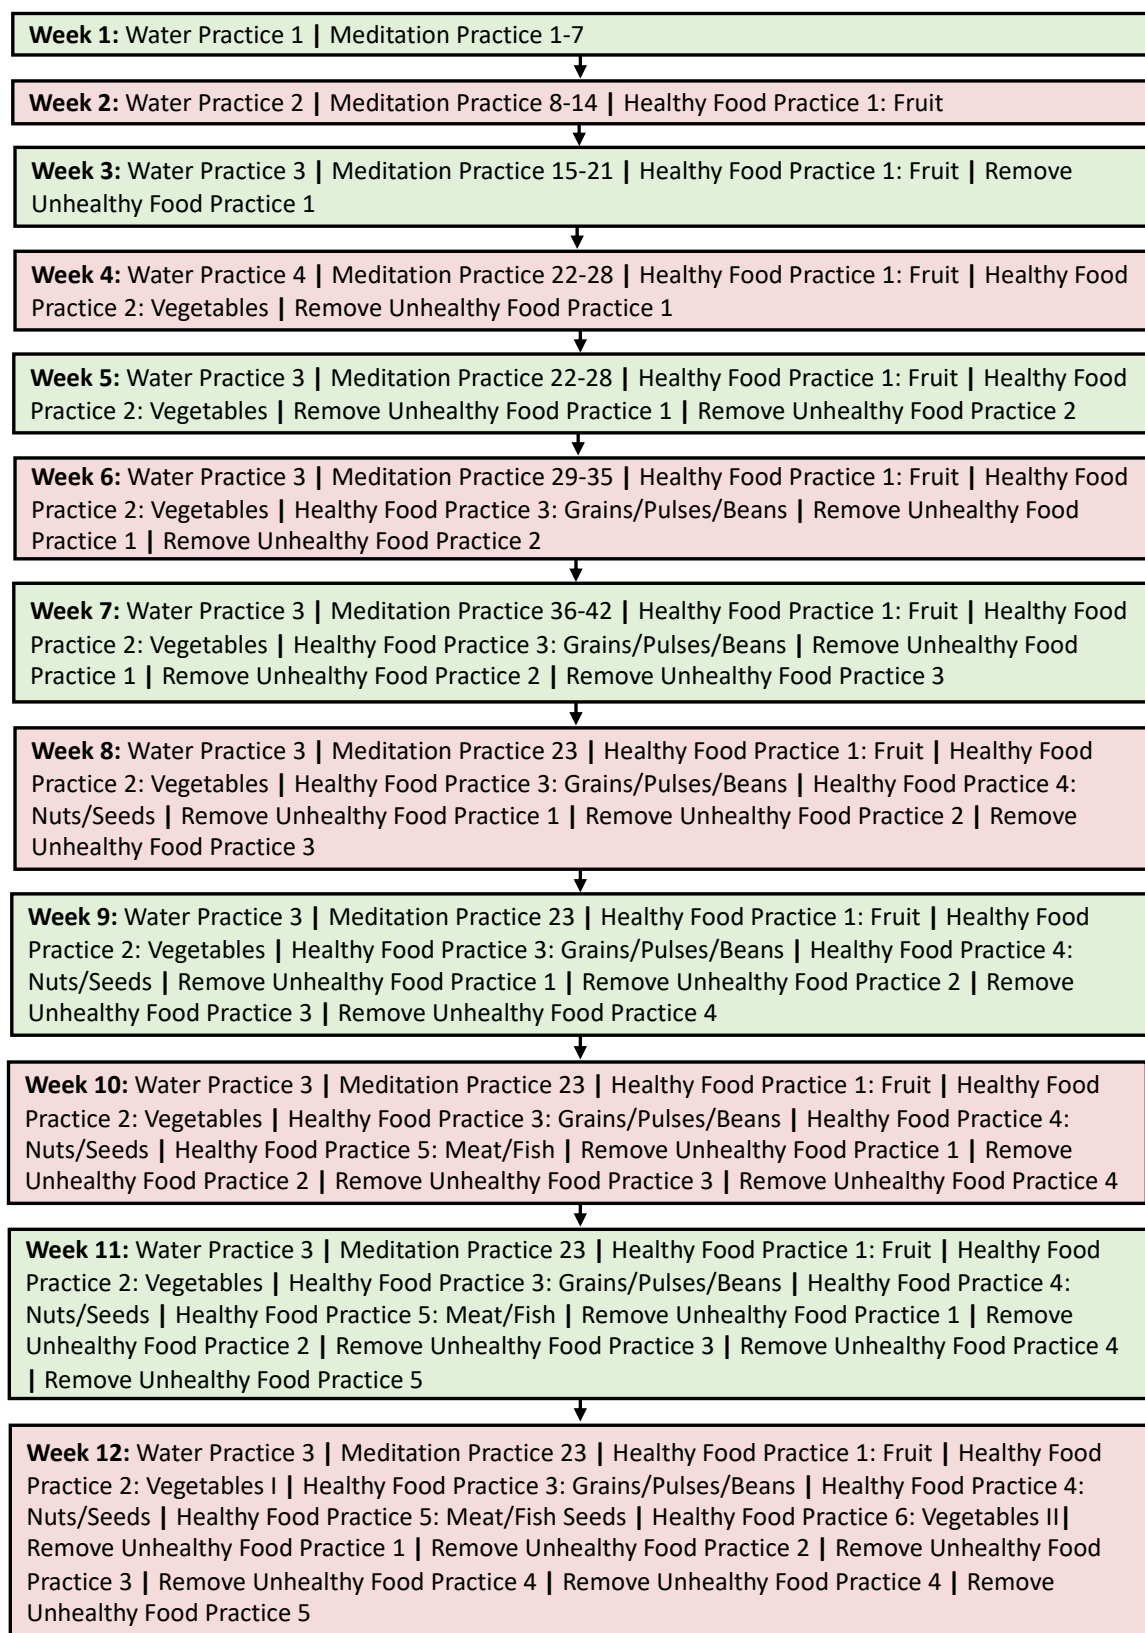 Week 1: Water Practice 1 | Meditation Practice 1-7
Week 2: Water Practice 2 | Meditation Practice 8-14 | Healthy Food Practice 1: Fruit
Week 3: Water Practice 3 | Meditation Practice 15-21 | Healthy Food Practice 1: Fruit | Remove
Unhealthy Food Practice 1
Week 4: Water Practice 4 | Meditation Practice 22-28 | Healthy Food Practice 1: Fruit | Healthy Food
Practice 2: Vegetables | Remove Unhealthy Food Practice 1
Week 5: Water Practice 3 | Meditation Practice 22-28 | Healthy Food Practice 1: Fruit | Healthy Food
Practice 2: Vegetables | Remove Unhealthy Food Practice 1 | Remove Unhealthy Food Practice 2
Week 6: Water Practice 3 | Meditation Practice 29-35 | Healthy Food Practice 1: Fruit | Healthy Food
Practice 2: Vegetables | Healthy Food Practice 3: Grains/Pulses/Beans | Remove Unhealthy Food
Practice 1 | Remove Unhealthy Food Practice 2
Week 7: Water Practice 3 | Meditation Practice 36-42 | Healthy Food Practice 1: Fruit | Healthy Food
Practice 2: Vegetables | Healthy Food Practice 3: Grains/Pulses/Beans | Remove Unhealthy Food
Practice 1 | Remove Unhealthy Food Practice 2 | Remove Unhealthy Food Practice 3
Week 8: Water Practice 3 | Meditation Practice 23 | Healthy Food Practice 1: Fruit | Healthy Food
Practice 2: Vegetables | Healthy Food Practice 3: Grains/Pulses/Beans | Healthy Food Practice 4:
Nuts/Seeds | Remove Unhealthy Food Practice 1 | Remove Unhealthy Food Practice 2 | Remove
Unhealthy Food Practice 3
Week 9: Water Practice 3 | Meditation Practice 23 | Healthy Food Practice 1: Fruit | Healthy Food
Practice 2: Vegetables | Healthy Food Practice 3: Grains/Pulses/Beans | Healthy Food Practice 4:
Nuts/Seeds | Remove Unhealthy Food Practice 1 | Remove Unhealthy Food Practice 2 | Remove
Unhealthy Food Practice 3 | Remove Unhealthy Food Practice 4
Week 10: Water Practice 3 | Meditation Practice 23 | Healthy Food Practice 1: Fruit | Healthy Food
Practice 2: Vegetables | Healthy Food Practice 3: Grains/Pulses/Beans | Healthy Food Practice 4:
Nuts/Seeds | Healthy Food Practice 5: Meat/Fish | Remove Unhealthy Food Practice 1 | Remove
Unhealthy Food Practice 2 | Remove Unhealthy Food Practice 3 | Remove Unhealthy Food Practice 4
Week 11: Water Practice 3 | Meditation Practice 23 | Healthy Food Practice 1: Fruit | Healthy Food
Practice 2: Vegetables | Healthy Food Practice 3: Grains/Pulses/Beans | Healthy Food Practice 4:
Nuts/Seeds | Healthy Food Practice 5: Meat/Fish | Remove Unhealthy Food Practice 1 | Remove
Unhealthy Food Practice 2 | Remove Unhealthy Food Practice 3 | Remove Unhealthy Food Practice 4
| Remove Unhealthy Food Practice 5
Week 12: Water Practice 3 | Meditation Practice 23 | Healthy Food Practice 1: Fruit | Healthy Food
Practice 2: Vegetables I | Healthy Food Practice 3: Grains/Pulses/Beans | Healthy Food Practice 4:
Nuts/Seeds | Healthy Food Practice 5: Meat/Fish Seeds | Healthy Food Practice 6: Vegetables II|
Remove Unhealthy Food Practice 1 | Remove Unhealthy Food Practice 2 | Remove Unhealthy Food
Practice 3 | Remove Unhealthy Food Practice 4 | Remove Unhealthy Food Practice 4 | Remove
Unhealthy Food Practice 5